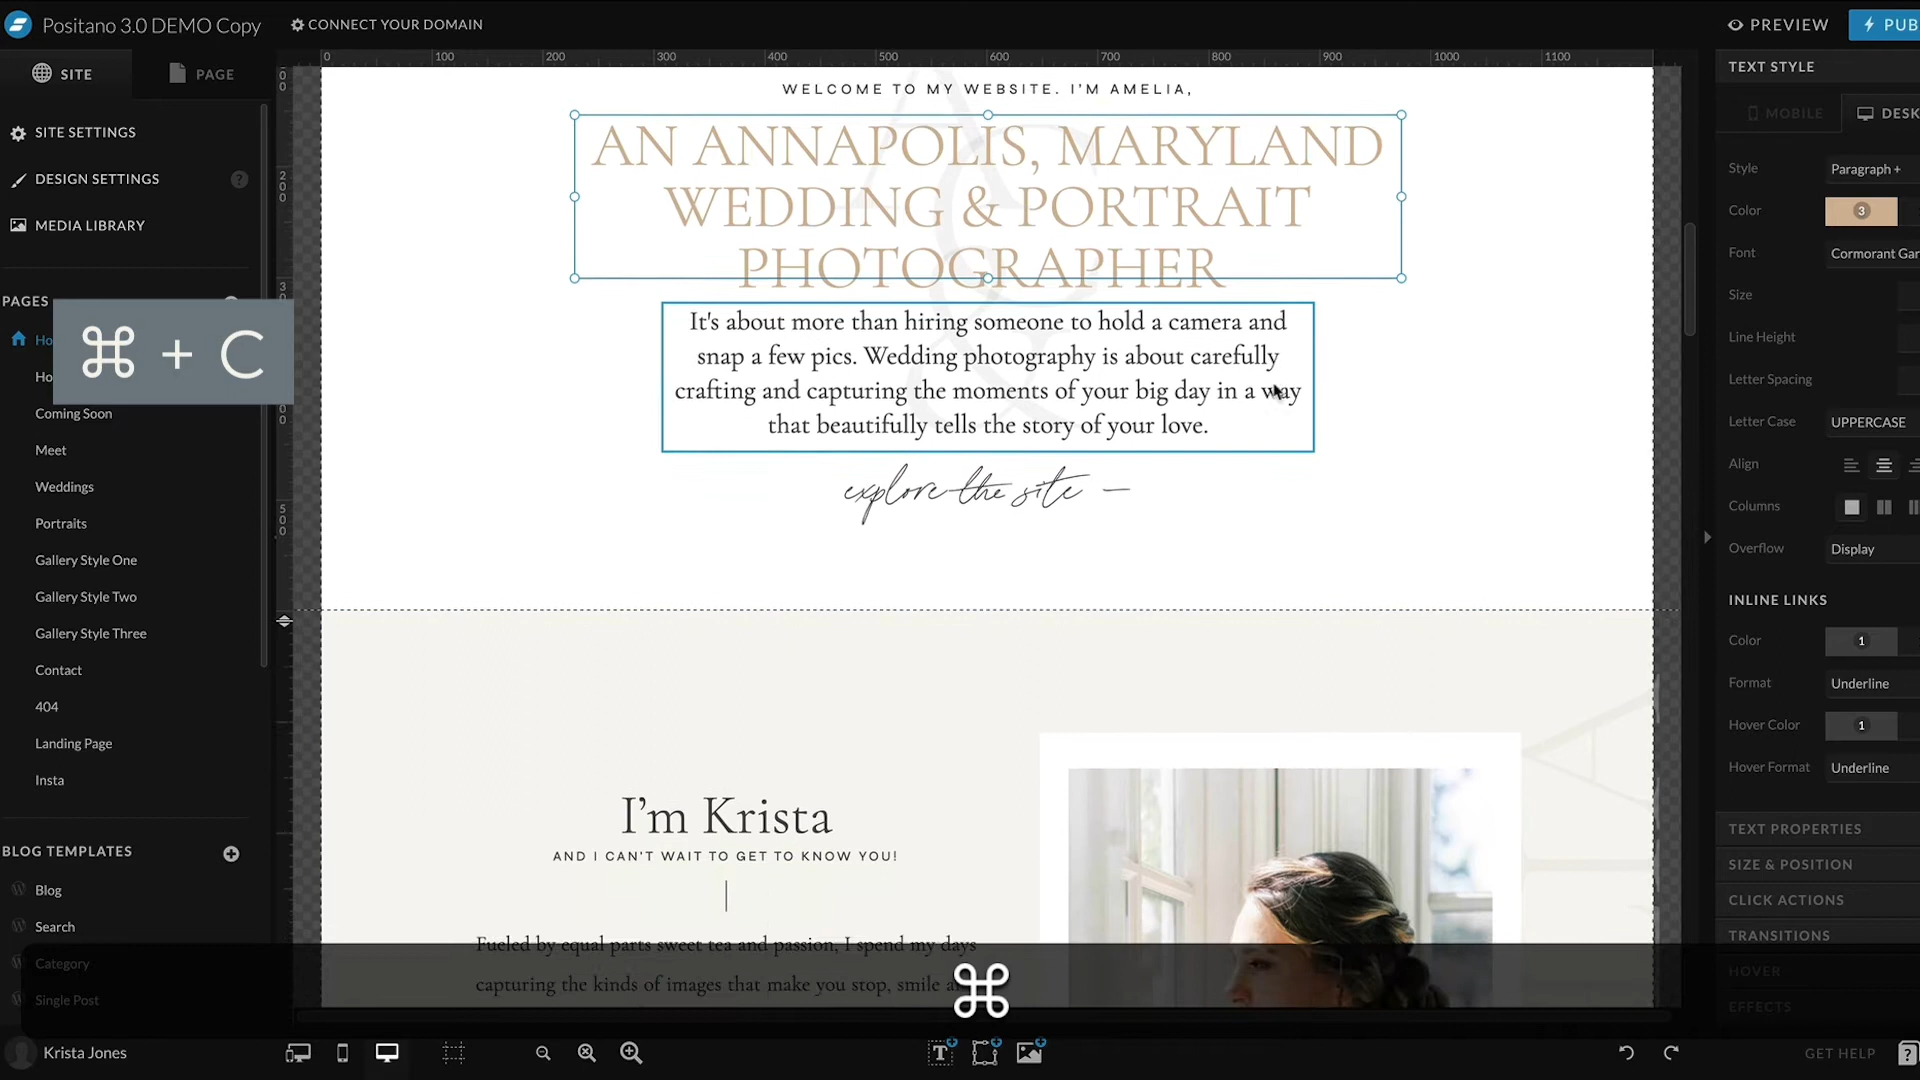 Positano 3.0 DEMO Copy
CONNECT YOUR DOMAIN
PREVIEW
PUB
SITE
PAGE
0 100 200 300 400 500 600 700 800 900 1000 1100
TEXT STYLE
MOBILE
DESK
SITE SETTINGS
DESIGN SETTINGS
?
MEDIA LIBRARY
PAGES
Ho
Ho
Coming Soon
Meet
Weddings
Portraits
Gallery Style One
Gallery Style Two
Gallery Style Three
Contact
404
Landing Page
Insta
BLOG TEMPLATES
Blog
Search
Category
Single Post
⌘ + C
WELCOME TO MY WEBSITE. I'M AMELIA,
AN ANNAPOLIS, MARYLAND
WEDDING & PORTRAIT
PHOTOGRAPHER
It's about more than hiring someone to hold a camera and
snap a few pics. Wedding photography is about carefully
crafting and capturing the moments of your big day in a way
that beautifully tells the story of your love.
explore the site —
I'm Krista
AND I CAN'T WAIT TO GET TO KNOW YOU!
Fueled by equal parts sweet tea and passion, I spend my days
capturing the kinds of images that make you stop, smile
⌘
Style
Paragraph +
Color
3
Font
Cormorant Gar
Size
Line Height
Letter Spacing
Letter Case
UPPERCASE
Align
Columns
Overflow
Display
INLINE LINKS
Color
1
Format
Underline
Hover Color
1
Hover Format
Underline
TEXT PROPERTIES
SIZE & POSITION
CLICK ACTIONS
TRANSITIONS
HOVER
EFFECTS
Krista Jones
T
GET HELP
?